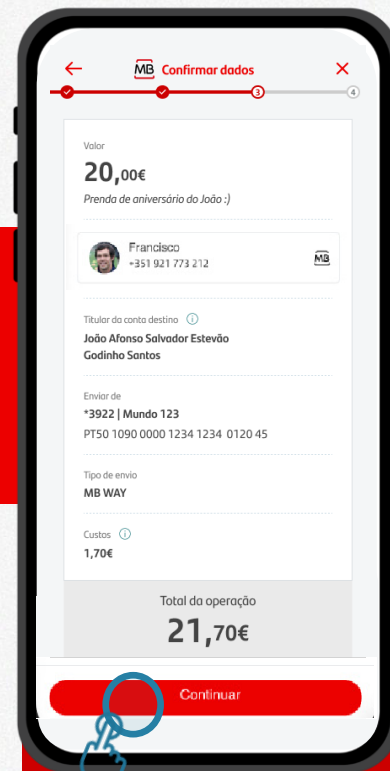 MB Confirmar dados
3 4
Valor
20,00€
Prenda de aniversário do João :)
Francisco
+351 921 773 212
MB
Titular da conta destino i
João Afonso Salvador Estevão
Godinho Santos
Enviar de
*3922 | Mundo 123
PT50 1090 0000 1234 1234 0120 45
Tipo de envio
MB WAY
Custos i
1,70€
Total da operação
21,70€
Continuar